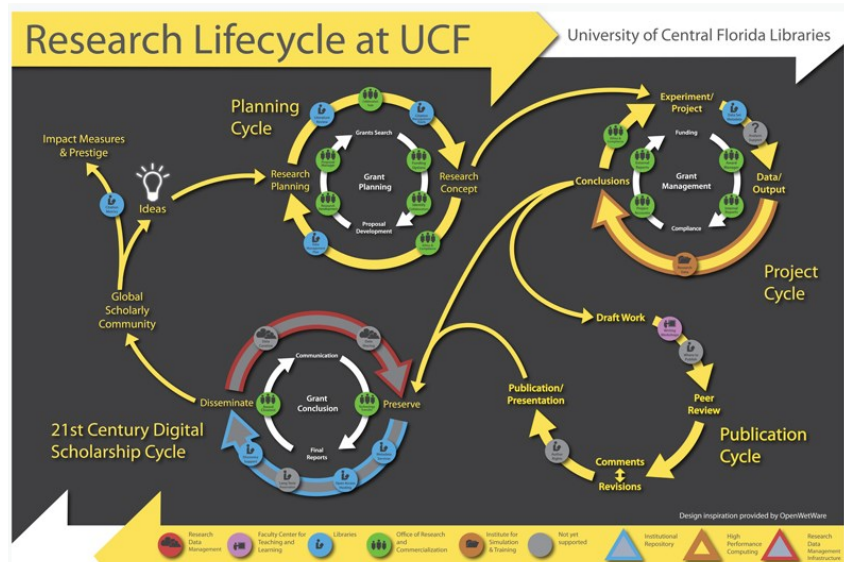 Research Lifecycle at UCF
University of Central Florida Libraries
Planning
Cycle
Impact Measures
& Prestige
Ideas
Research
Planning
Grants Search
Grant
Planning
Proposal
Development
Research
Concept
Experiment/
Project
Funding
Conclusions
Grant
Management
Data/
Output
Compliance
Project
Cycle
Global
Scholarly
Community
Draft Work
Communication
Disseminate
Grant
Conclusion
Preserve
Final
Reports
21st Century Digital
Scholarship Cycle
Publication/
Presentation
Peer
Review
Publication
Cycle
Comments
Revisions
Design inspiration provided by OpenWetWare
Research
Data
Management
Faculty Center for
Teaching and
Learning
Libraries
Office of Research
and
Commercialization
Institute for
Simulation
& Training
Not yet
supported
Institutional
Repository
High
Performance
Computing
Research
Data
Management
Infrastructure